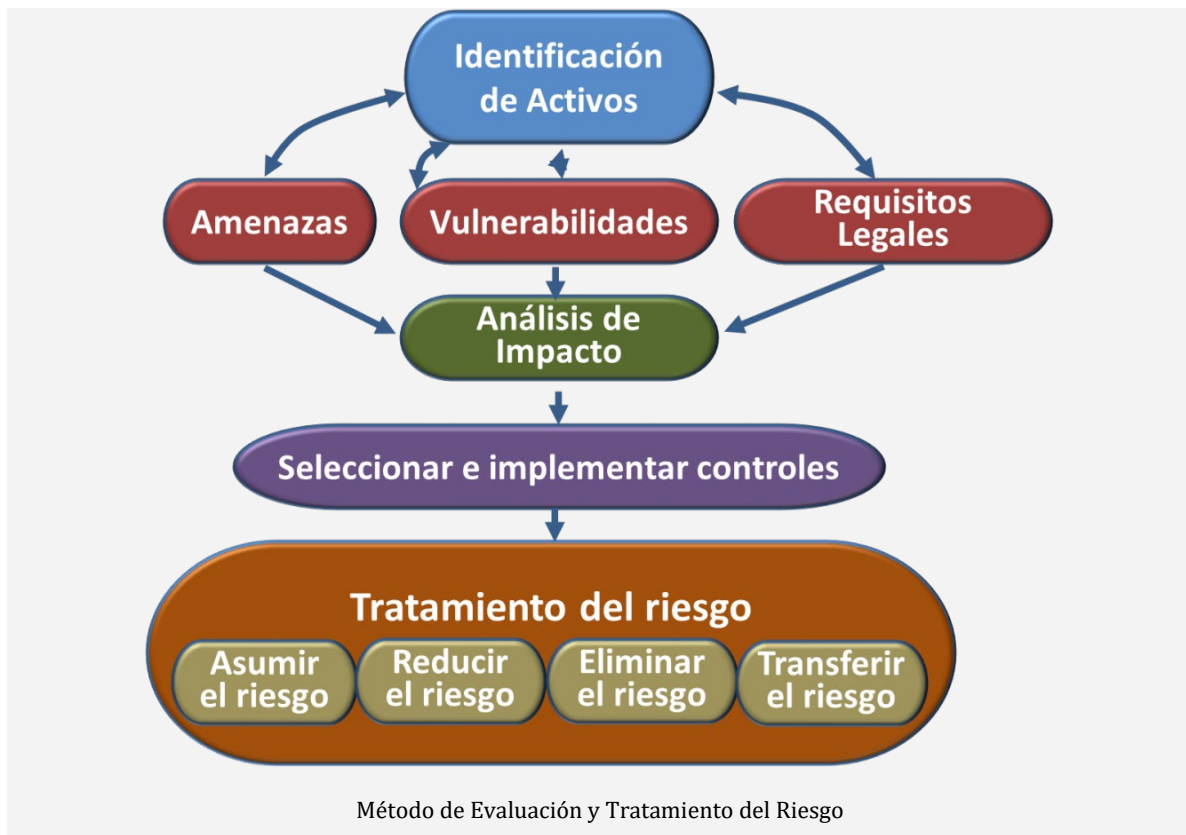 Identificación
de Activos
Amenazas
Vulnerabilidades
Requisitos
Legales
Análisis de
Impacto
Seleccionar e implementar controles
Tratamiento del riesgo
Asumir
el riesgo
Reducir
el riesgo
Eliminar
el riesgo
Transferir
el riesgo
Método de Evaluación y Tratamiento del Riesgo